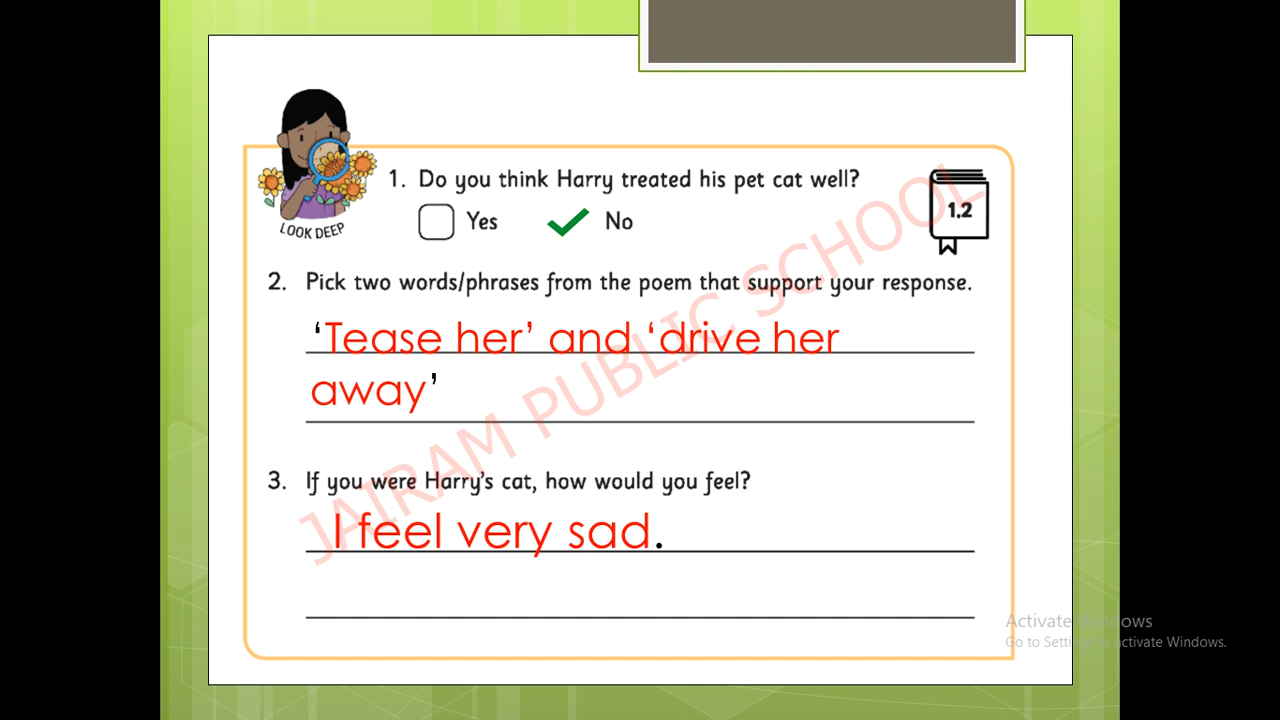 LOOK DEEP
1. Do you think Harry treated his pet cat well?
Yes No
1.2
2. Pick two words/phrases from the poem that support your response.
‘Tease her’ and ‘drive her
away’
3. If you were Harry's cat, how would you feel?
I feel very sad.
JAIRAM PUBLIC SCHOOL
Activate Windows
Go to Settings to activate Windows.